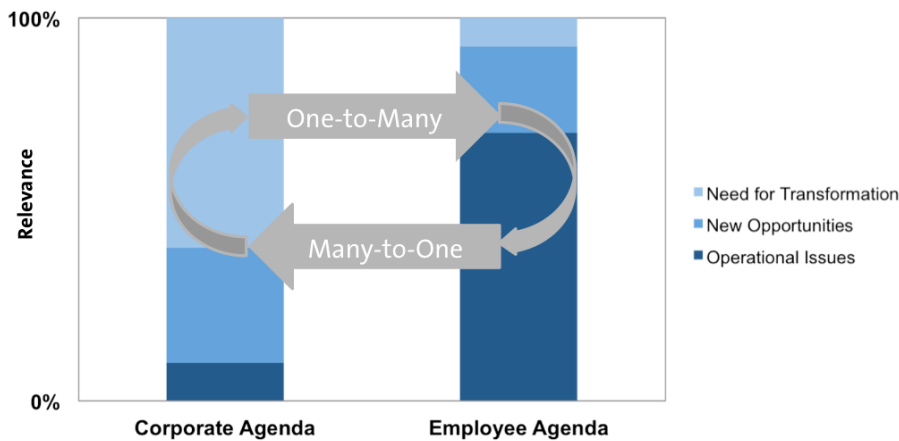 100%
One-to-Many
Relevance
Need for Transformation
New Opportunities
Many-to-One
Operational Issues
0%
Corporate Agenda
Employee Agenda